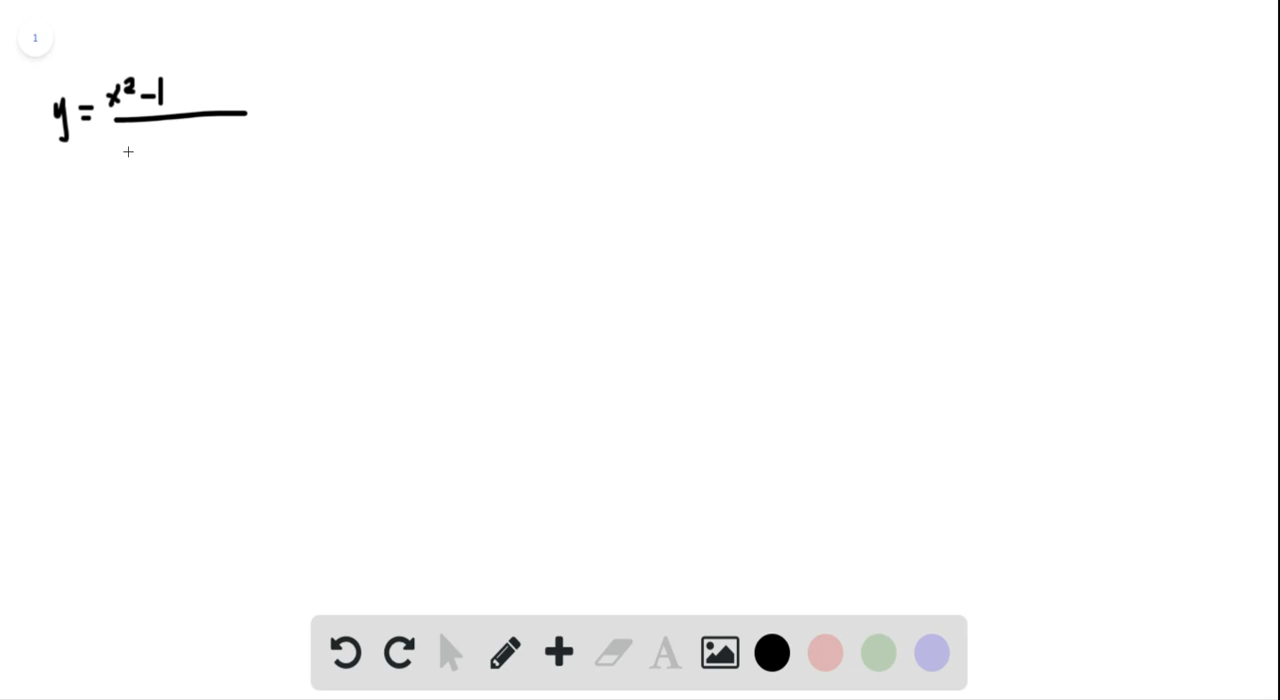 1
y = x² - 1
A